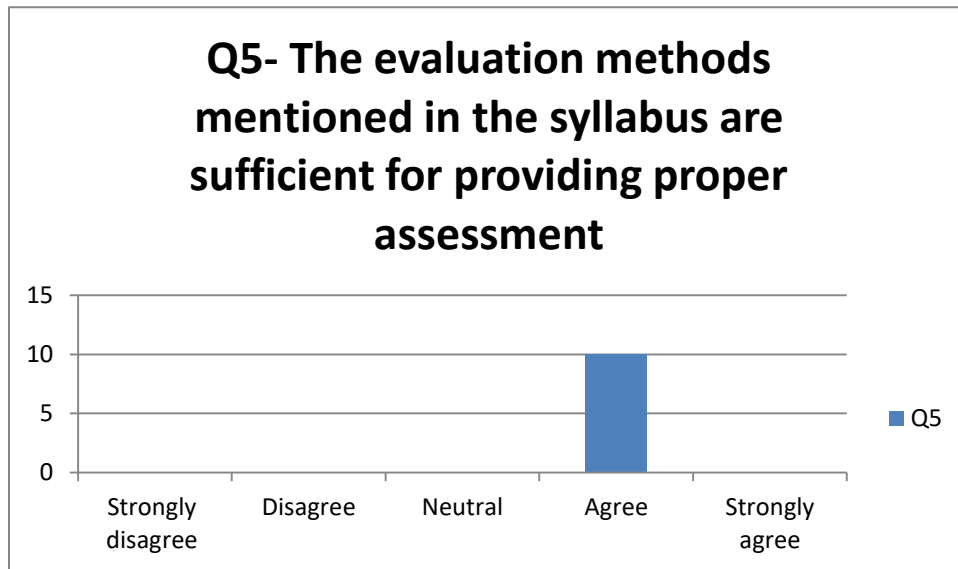 Q5- The evaluation methods
mentioned in the syllabus are
sufficient for providing proper
assessment
15
10
5
0
Strongly
disagree
Disagree
Neutral
Agree
Strongly
agree
Q5